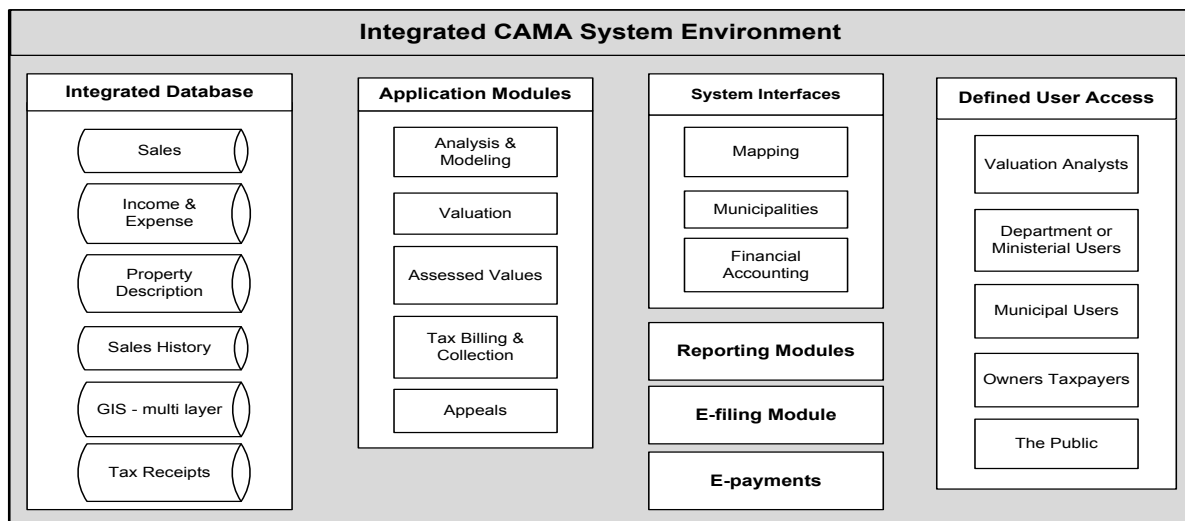 Integrated CAMA System Environment
Integrated Database
Sales
Income &
Expense
Property
Description
Sales History
GIS - multi layer
Tax Receipts
Application Modules
Analysis &
Modeling
Valuation
Assessed Values
Tax Billing &
Collection
Appeals
System Interfaces
Mapping
Municipalities
Financial
Accounting
Reporting Modules
E-filing Module
E-payments
Defined User Access
Valuation Analysts
Department or
Ministerial Users
Municipal Users
Owners Taxpayers
The Public